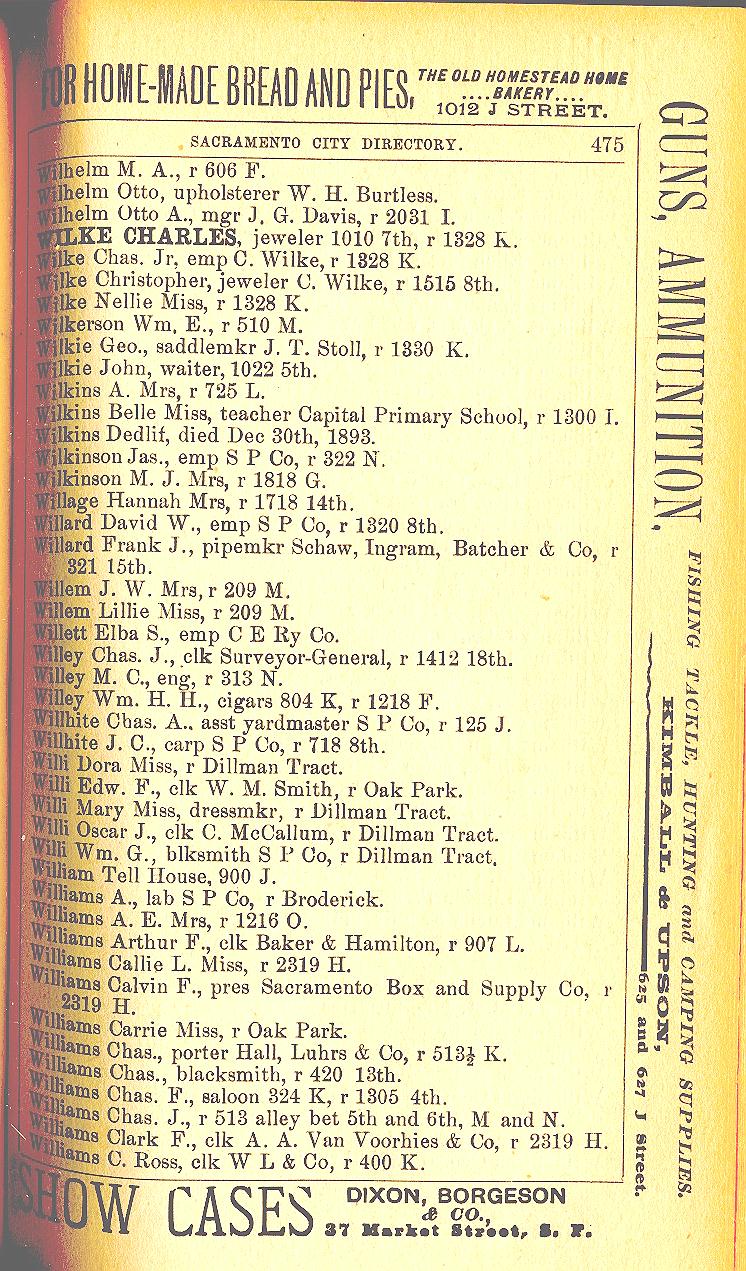 FOR HOME-MADE BREAD AND PIES, THE OLD HOMESTEAD HOME
....BAKERY....
1012 J STREET.
SACRAMENTO CITY DIRECTORY. 475
Wilhelm M. A., r 606 F.
Wilhelm Otto, upholsterer W. H. Burtless.
Wilhelm Otto A., mgr J. G. Davis, r 2031 I.
WILKE CHARLES, jeweler 1010 7th, r 1328 K.
Wilke Chas. Jr, emp C. Wilke, r 1328 K.
Wilke Christopher, jeweler C. Wilke, r 1515 8th.
Wilke Nellie Miss, r 1328 K.
Wilkerson Wm. E., r 510 M.
Wilkie Geo., saddlemkr J. T. Stoll, r 1330 K.
Wilkie John, waiter, 1022 5th.
Wilkins A. Mrs, r 725 L.
Wilkins Belle Miss, teacher Capital Primary School, r 1300 I.
Wilkins Dedlif, died Dec 30th, 1893.
Wilkinson Jas., emp S P Co, r 322 N.
Wilkinson M. J. Mrs, r 1818 G.
Willage Hannah Mrs, r 1718 14th.
Willard David W., emp S P Co, r 1320 8th.
Willard Frank J., pipemkr Schaw, Ingram, Batcher & Co, r
321 15th.
Willem J. W. Mrs, r 209 M.
Willem Lillie Miss, r 209 M.
Willett Elba S., emp C E Ry Co.
Willey Chas. J., clk Surveyor-General, r 1412 18th.
Willey M. C., eng, r 313 N.
Willey Wm. H. H., cigars 804 K, r 1218 F.
Willhite Chas. A., asst yardmaster S P Co, r 125 J.
Willhite J. C., carp S P Co, r 718 8th.
Willi Dora Miss, r Dillman Tract.
Willi Edw. F., clk W. M. Smith, r Oak Park.
Willi Mary Miss, dressmkr, r Dillman Tract.
Willi Oscar J., clk C. McCallum, r Dillman Tract.
Willi Wm. G., blksmith S P Co, r Dillman Tract.
William Tell House, 900 J.
Williams A., lab S P Co, r Broderick.
Williams A. E. Mrs, r 1216 O.
Williams Arthur F., clk Baker & Hamilton, r 907 L.
Williams Callie L. Miss, r 2319 H.
Williams Calvin F., pres Sacramento Box and Supply Co, r
2319 H.
Williams Carrie Miss, r Oak Park.
Williams Chas., porter Hall, Luhrs & Co, r 513½ K.
Williams Chas., blacksmith, r 420 13th.
Williams Chas. F., saloon 324 K, r 1305 4th.
Williams Chas. J., r 513 alley bet 5th and 6th, M and N.
Williams Clark F., clk A. A. Van Voorhies & Co, r 2319 H.
Williams C. Ross, clk W L & Co, r 400 K.
GUNS, AMMUNITION,
FISHING TACKLE, HUNTING and CAMPING SUPPLIES.
KIMBALL & UPSON,
625 and 627 J Street.
SHOW CASES DIXON, BORGESON
& CO.,
37 Market Street, S. F.